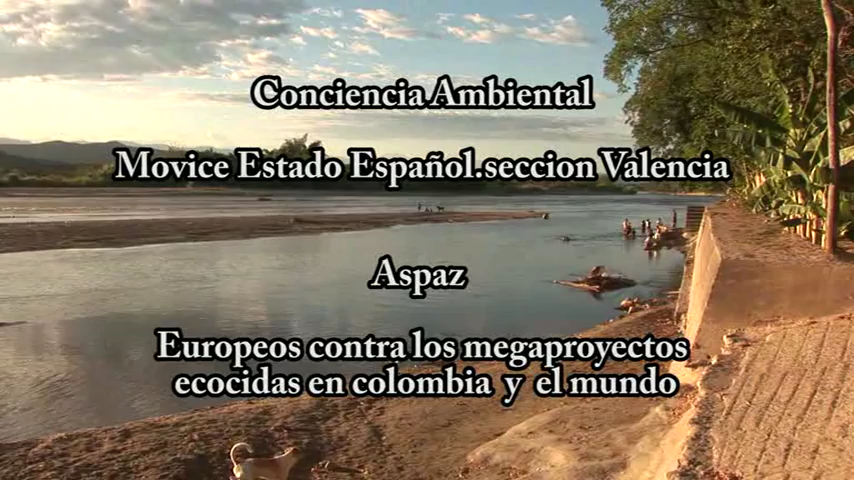 Conciencia Ambiental
Movice Estado Español.seccion Valencia
Aspaz
Europeos contra los megaproyectos
ecocidas en colombia y el mundo